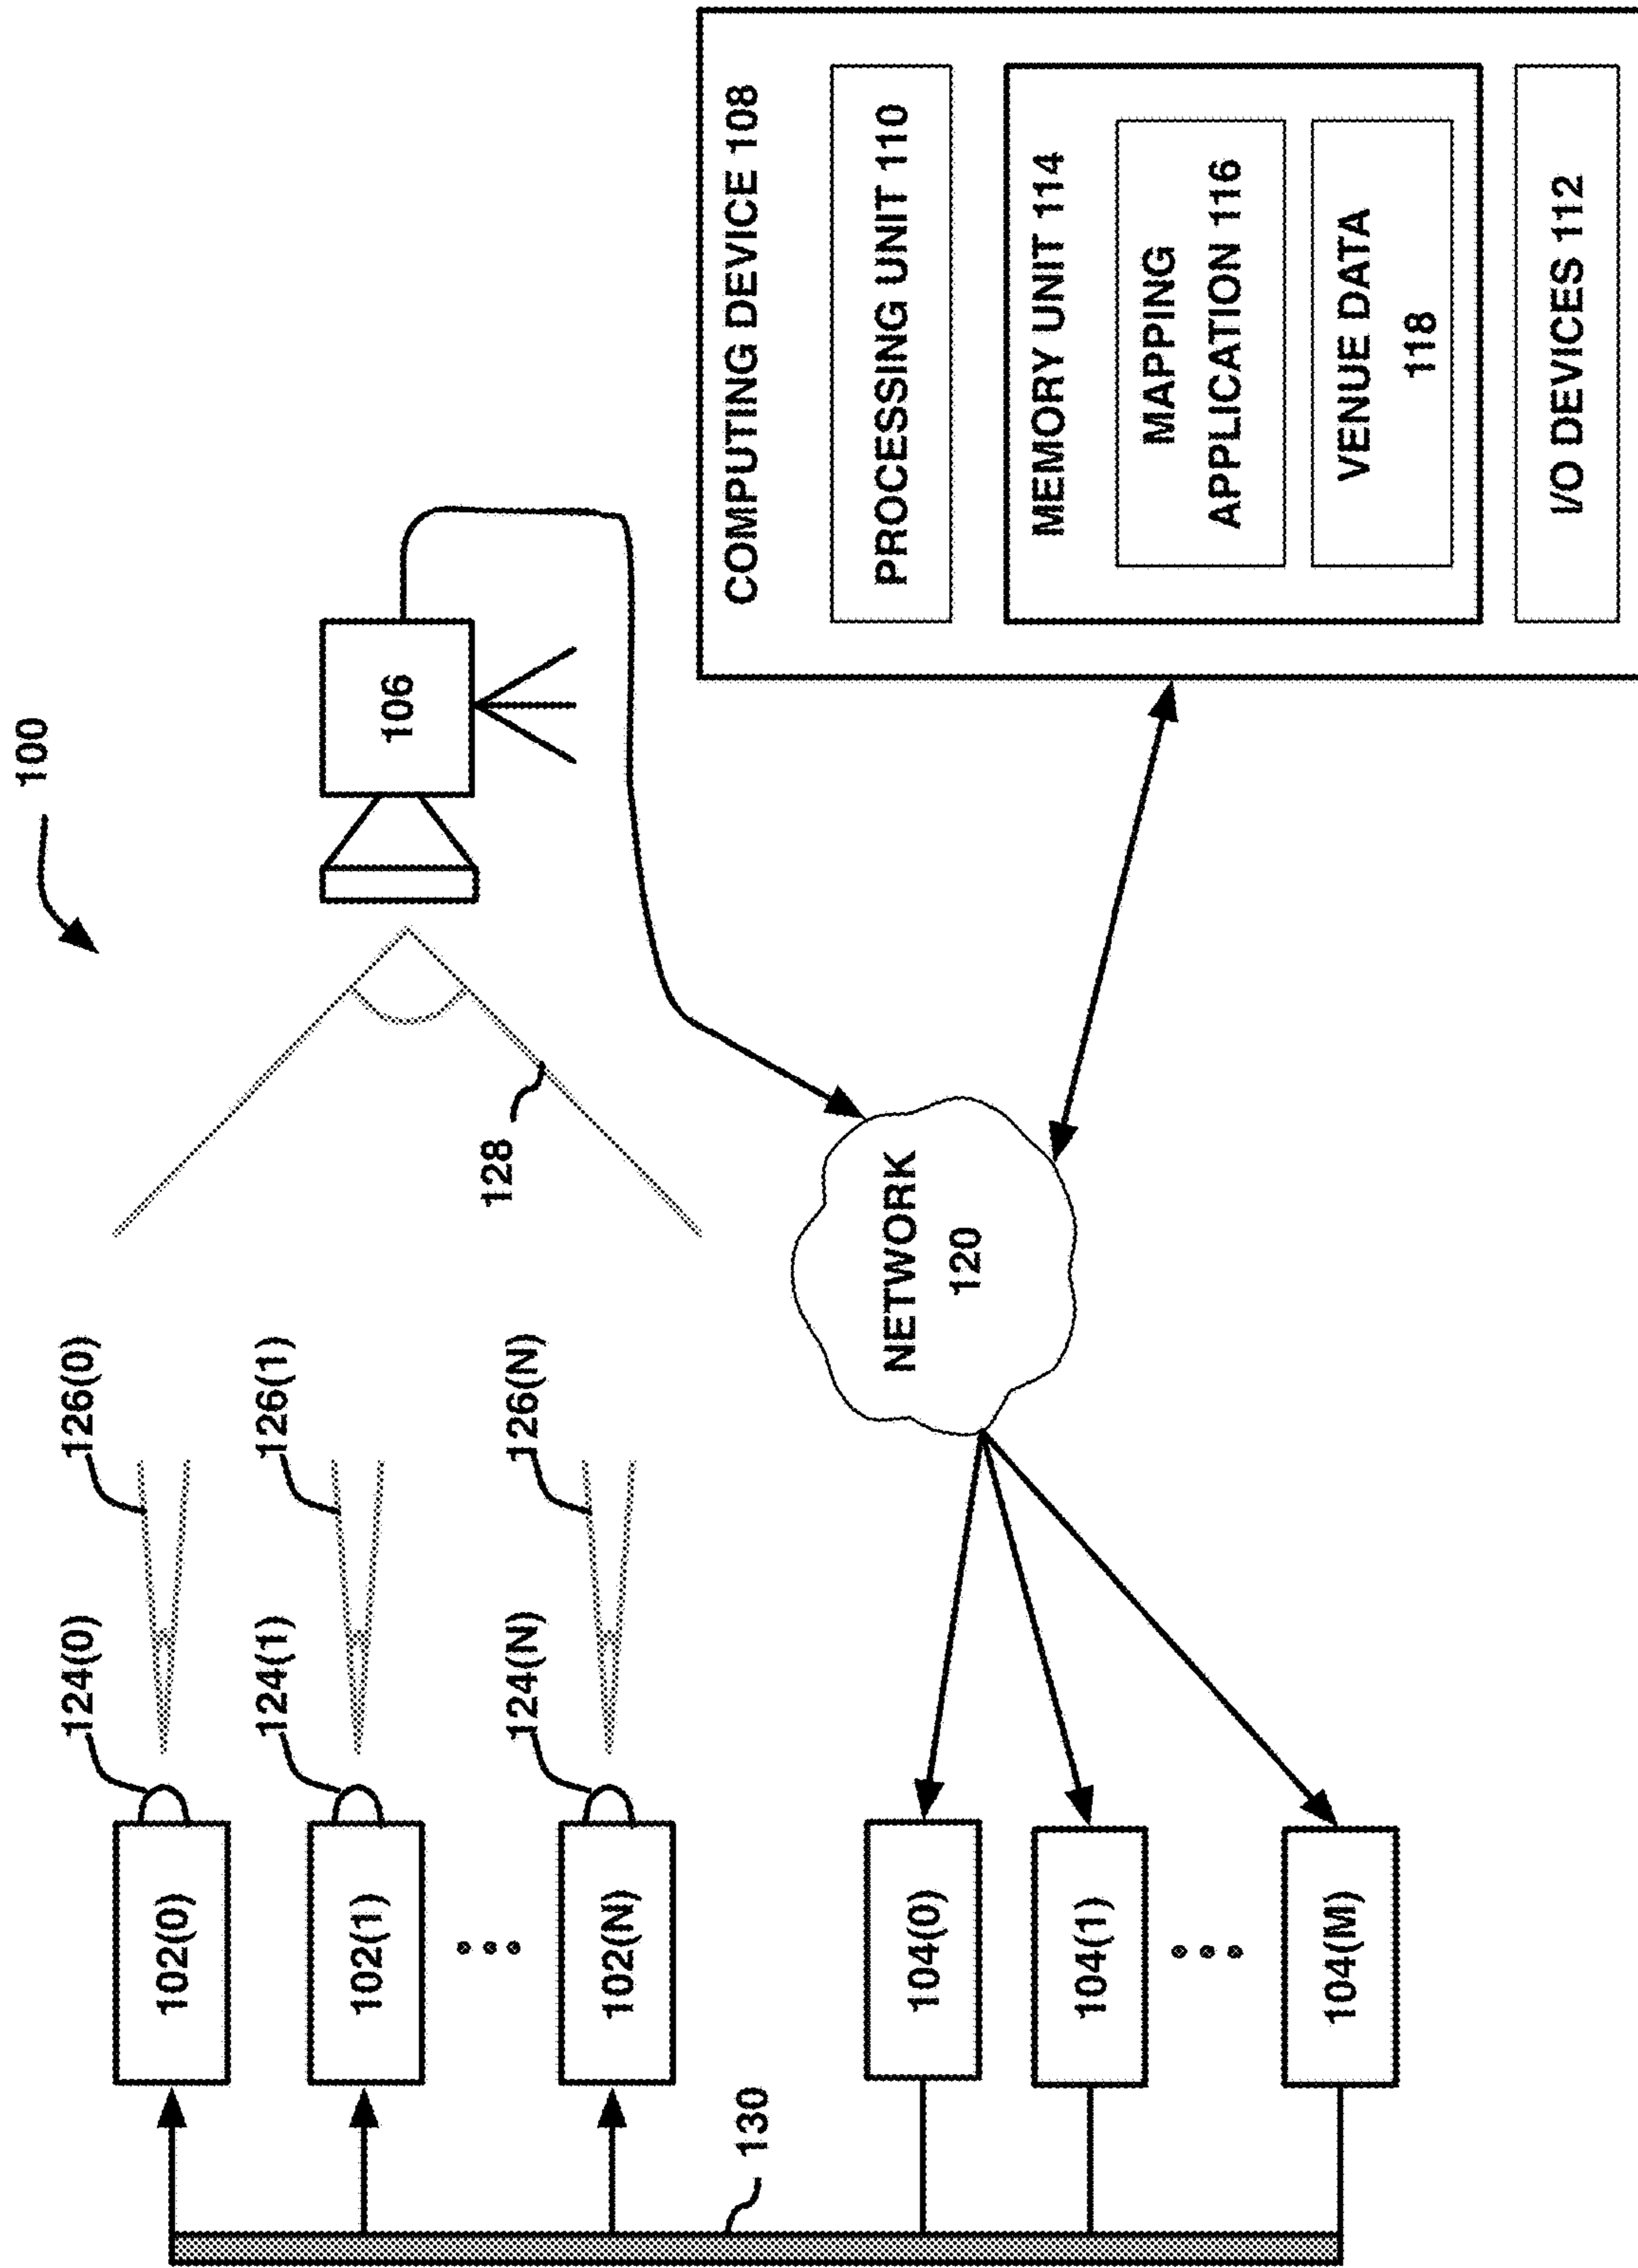 100
126(0)
124(0)
102(0)
126(1)
124(1)
102(1)
126(N)
124(N)
102(N)
106
128
130
NETWORK
120
104(0)
104(1)
104(M)
COMPUTING DEVICE 108
PROCESSING UNIT 110
MEMORY UNIT 114
MAPPING
APPLICATION 116
VENUE DATA
118
I/O DEVICES 112